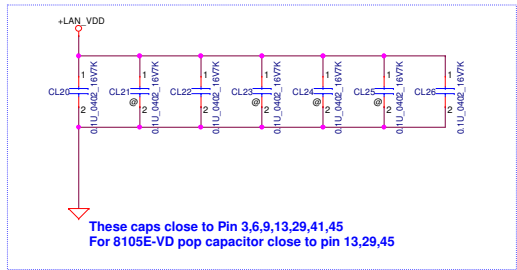 +LAN_VDD
1
1
1
1
1
1
1
CL20
CL21
CL22
CL23
CL24
CL25
CL26
@
@
@
@
2
2
2
2
2
2
2
0.1U_0402_16V7K
0.1U_0402_16V7K
0.1U_0402_16V7K
0.1U_0402_16V7K
0.1U_0402_16V7K
0.1U_0402_16V7K
0.1U_0402_16V7K
These caps close to Pin 3,6,9,13,29,41,45
For 8105E-VD pop capacitor close to pin 13,29,45